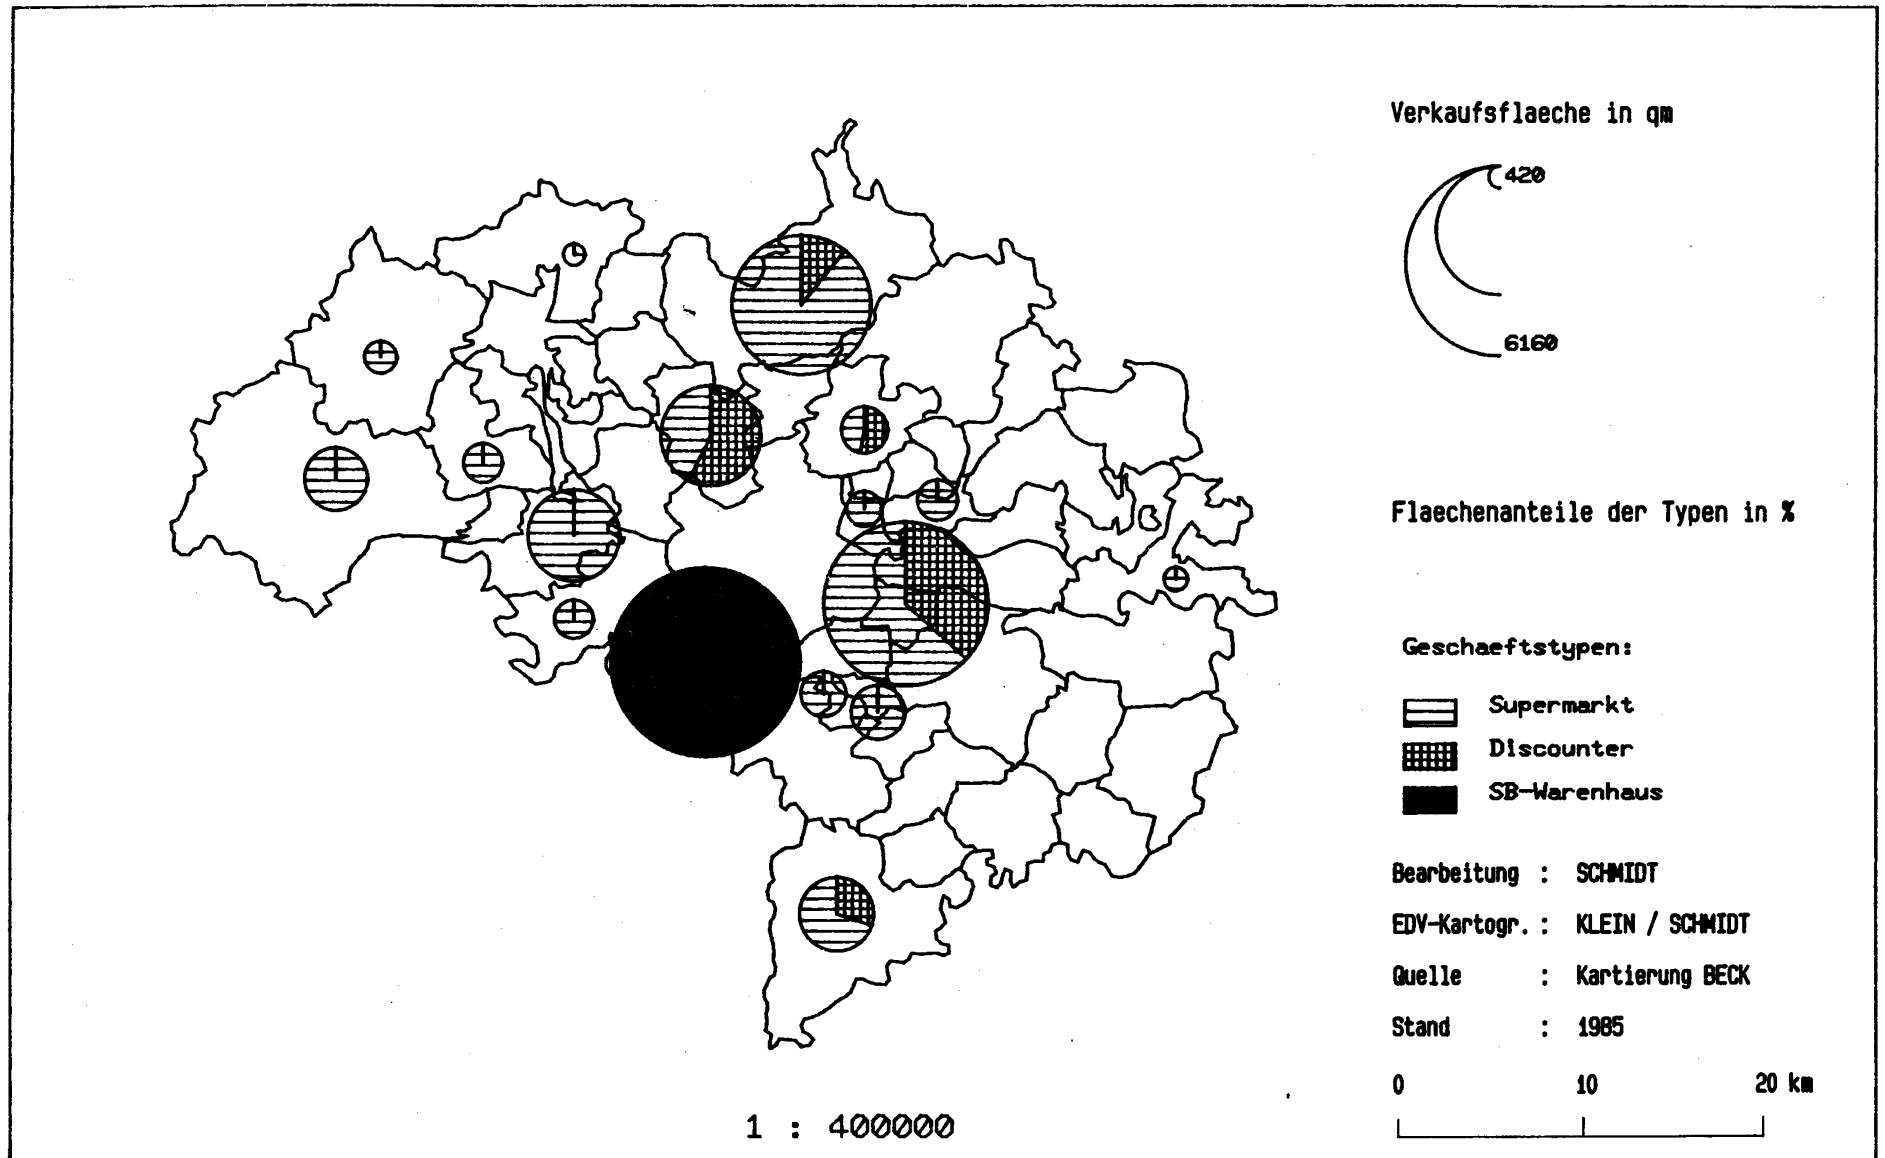 Verkaufsflaeche in qm
420
6160
Flaechenanteile der Typen in %
Geschaeftstypen:
Supermarkt
Discounter
SB-Warenhaus
Bearbeitung : SCHMIDT
EDV-Kartogr. : KLEIN / SCHMIDT
Quelle : Kartierung BECK
Stand : 1985
0 10 20 km
1 : 400000